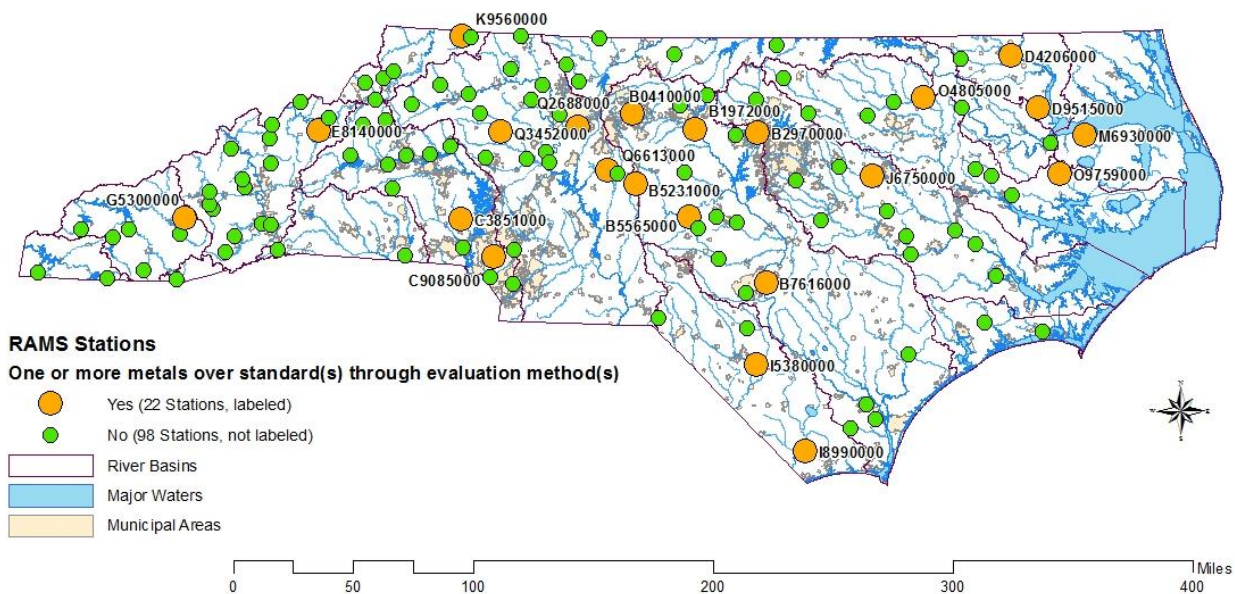 K9560000
D4206000
O4805000
B0410000
Q2688000
D9515000
B1972000
E8140000
Q3452000
B2970000
M6930000
Q6613000
J6750000
O9759000
B5231000
G5300000
C3851000
B5565000
C9085000
B7616000
I5380000
I8990000
RAMS Stations
One or more metals over standard(s) through evaluation method(s)
Yes (22 Stations, labeled)
No (98 Stations, not labeled)
River Basins
Major Waters
Municipal Areas
N
W E
S
Miles
0 50 100 200 300 400